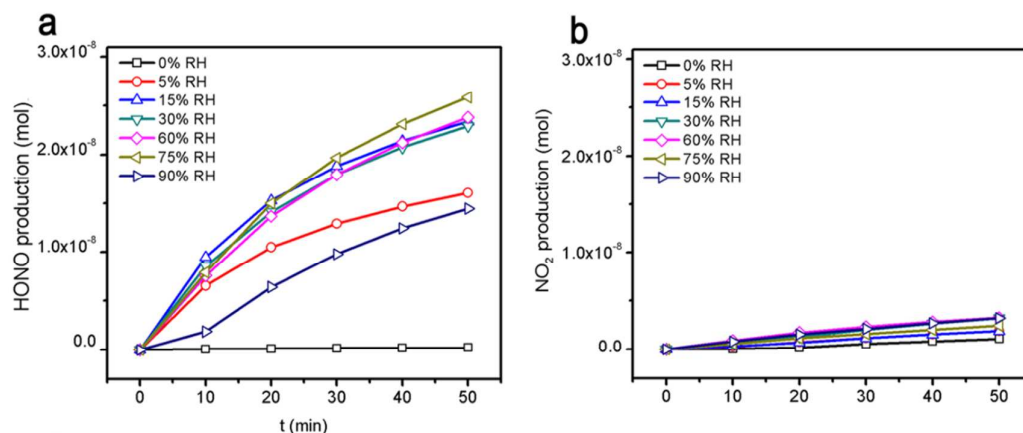 a
HONO production (mol)
3.0x10⁻⁸
2.0x10⁻⁸
1.0x10⁻⁸
0.0
0% RH
5% RH
15% RH
30% RH
60% RH
75% RH
90% RH
0 10 20 30 40 50
t (min)
b
NO₂ production (mol)
3.0x10⁻⁸
2.0x10⁻⁸
1.0x10⁻⁸
0.0
0% RH
5% RH
15% RH
30% RH
60% RH
75% RH
90% RH
0 10 20 30 40 50